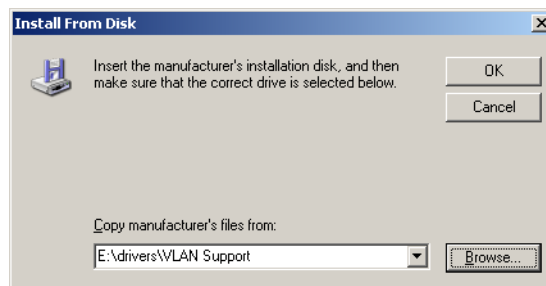 Install From Disk
Insert the manufacturer's installation disk, and then
make sure that the correct drive is selected below.
OK
Cancel
Copy manufacturer's files from:
E:\drivers\VLAN Support
Browse...